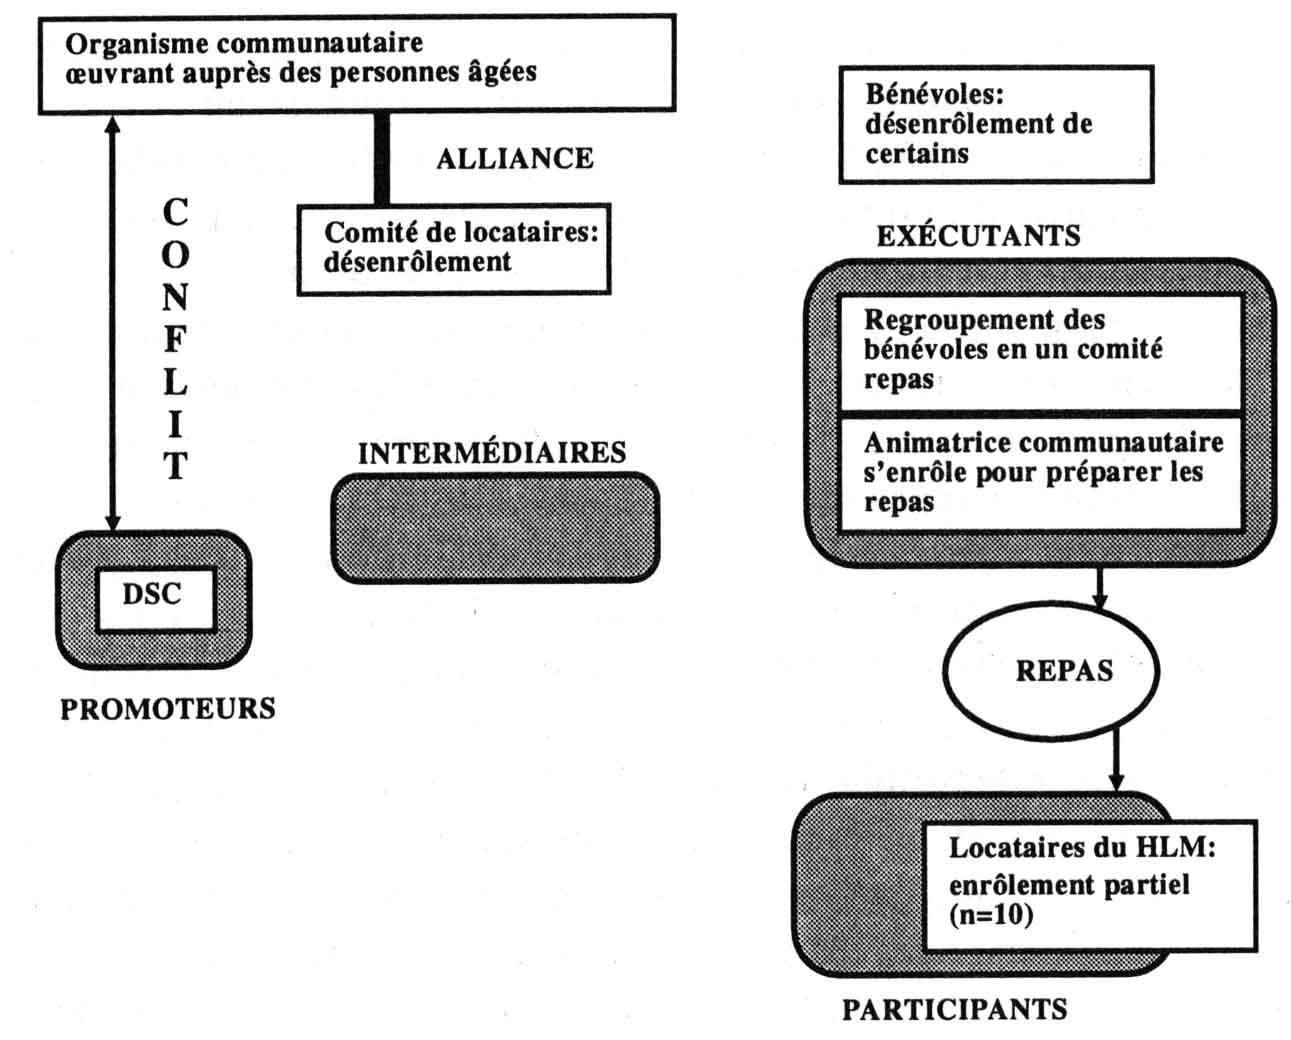 Organisme communautaire
œuvrant auprès des personnes âgées
ALLIANCE
CONFLIT
Comité de locataires:
désenrôlement
INTERMÉDIAIRES
DSC
PROMOTEURS
Bénévoles:
désenrôlement de
certains
EXÉCUTANTS
Regroupement des
bénévoles en un comité
repas
Animatrice communautaire
s'enrôle pour préparer les
repas
REPAS
Locataires du HLM:
enrôlement partiel
(n=10)
PARTICIPANTS